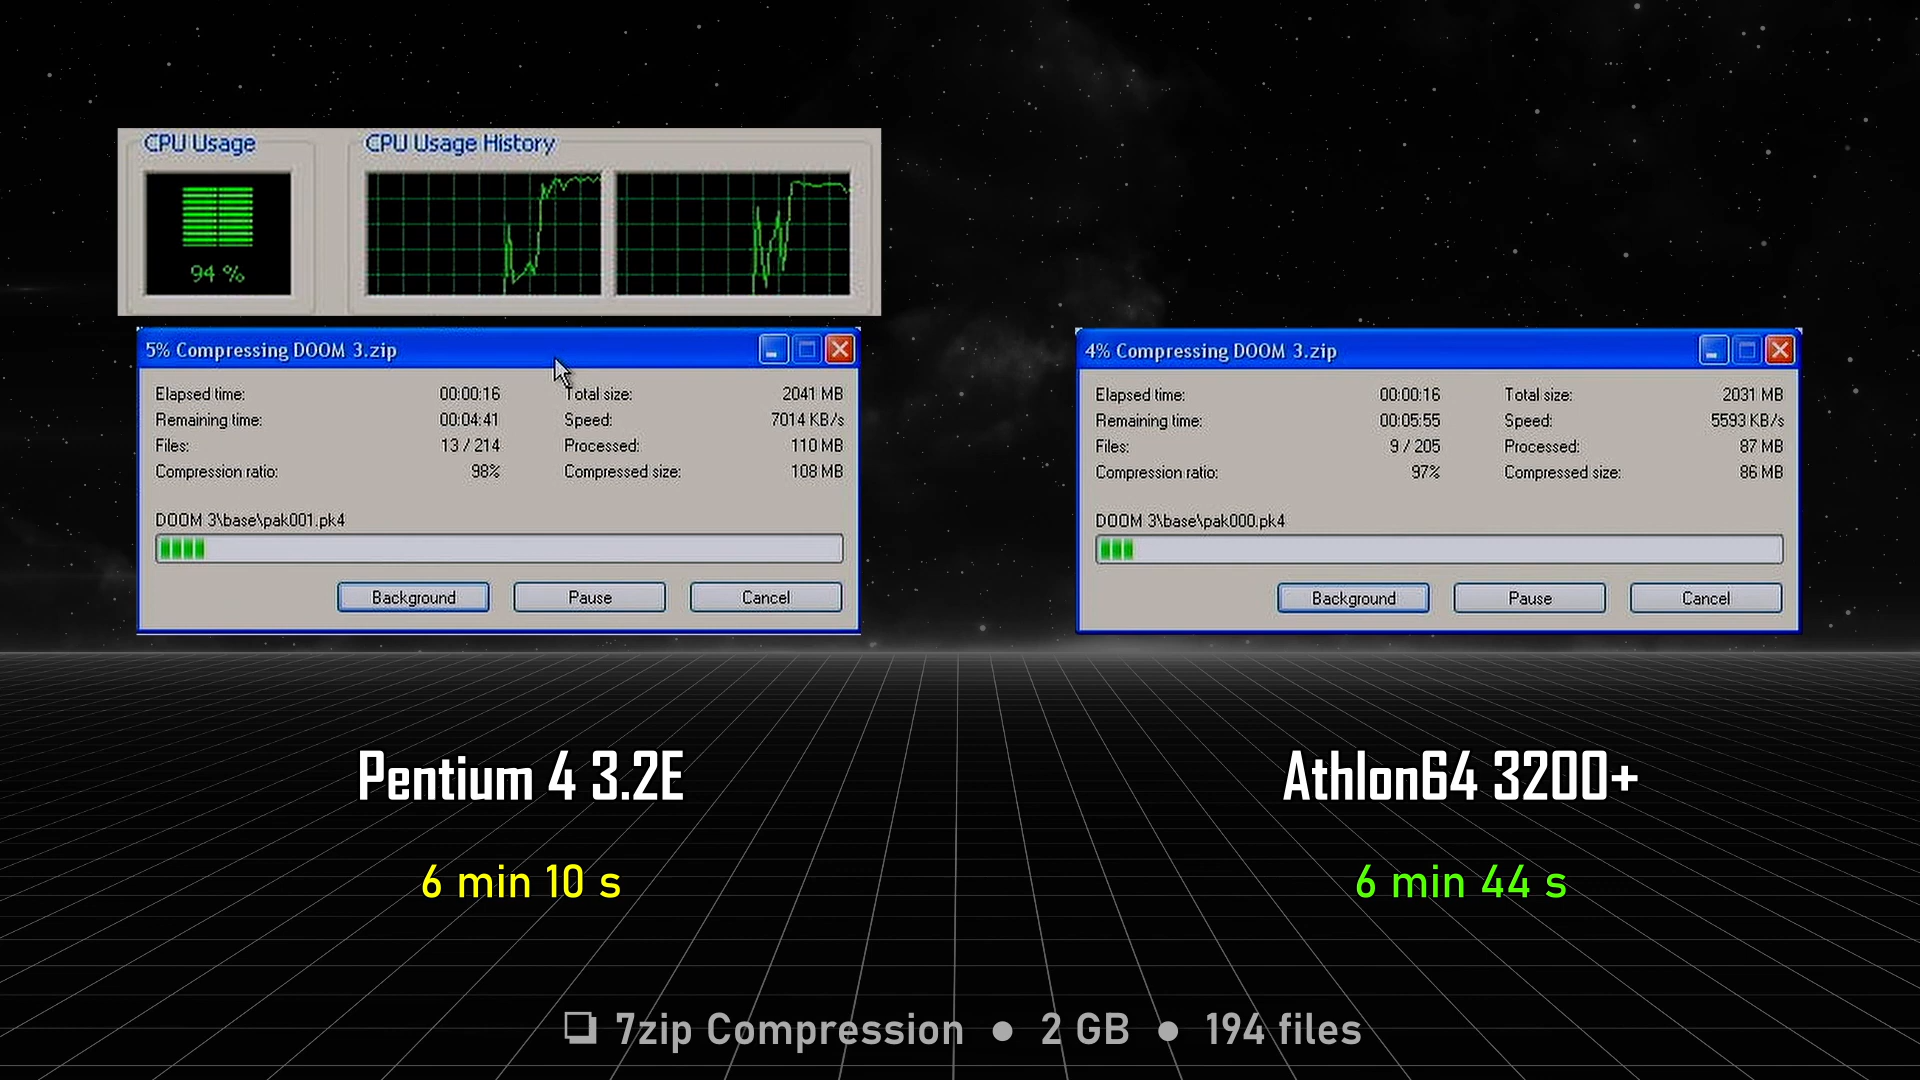 CPU Usage
CPU Usage History
94 %
5% Compressing DOOM 3.zip
Elapsed time: 00:00:16 Total size: 2041 MB
Remaining time: 00:04:41 Speed: 7014 KB/s
Files: 13 / 214 Processed: 110 MB
Compression ratio: 98% Compressed size: 108 MB
DOOM 3\base\pak001.pk4
Background Pause Cancel
4% Compressing DOOM 3.zip
Elapsed time: 00:00:16 Total size: 2031 MB
Remaining time: 00:05:55 Speed: 5593 KB/s
Files: 9 / 205 Processed: 87 MB
Compression ratio: 97% Compressed size: 86 MB
DOOM 3\base\pak000.pk4
Background Pause Cancel
Pentium 4 3.2E
6 min 10 s
Athlon64 3200+
6 min 44 s
❏ 7zip Compression ● 2 GB ● 194 files